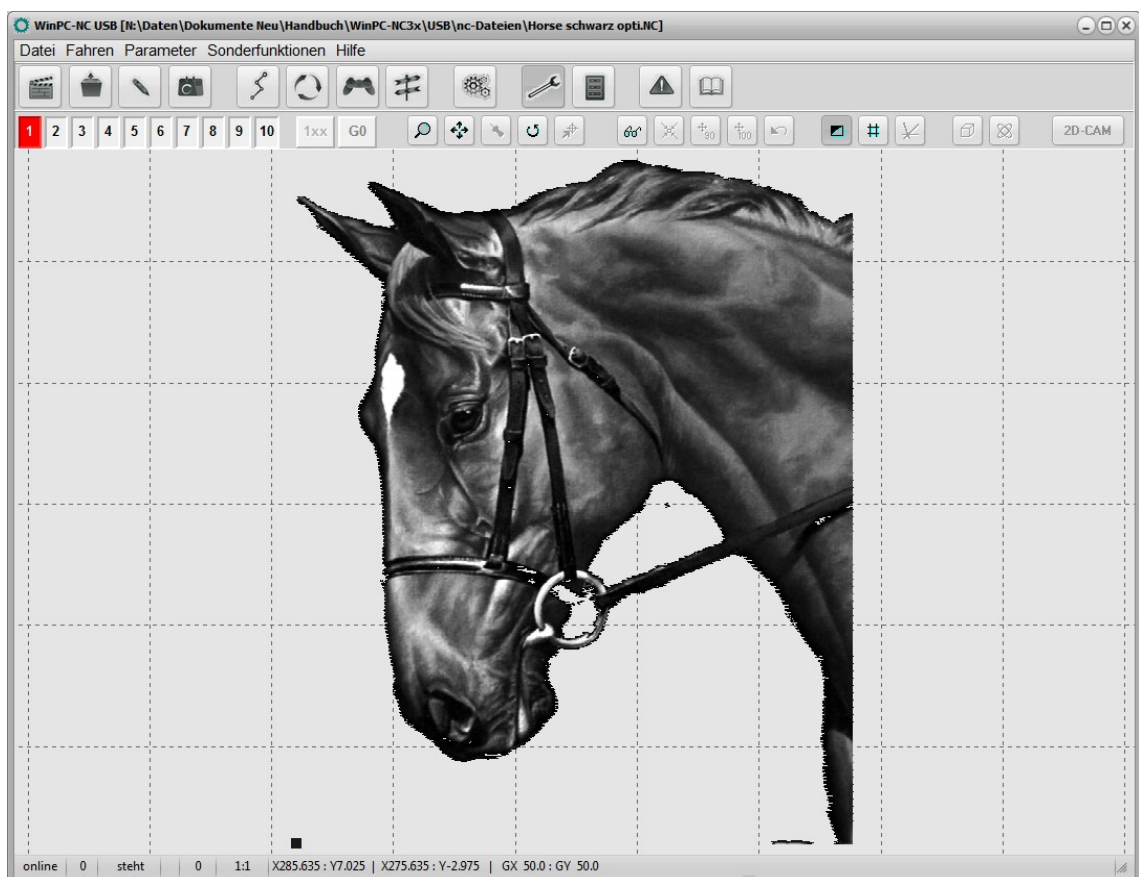 WinPC-NC USB [N:\Daten\Dokumente Neu\Handbuch\WinPC-NC3x\USB\nc-Dateien\Horse schwarz opti.NC]
Datei Fahren Parameter Sonderfunktionen Hilfe
1 2 3 4 5 6 7 8 9 10 1xx G0 90 100 2D-CAM
online 0 steht 0 1:1 X285.635 : Y7.025 | X275.635 : Y-2.975 | GX 50.0 : GY 50.0